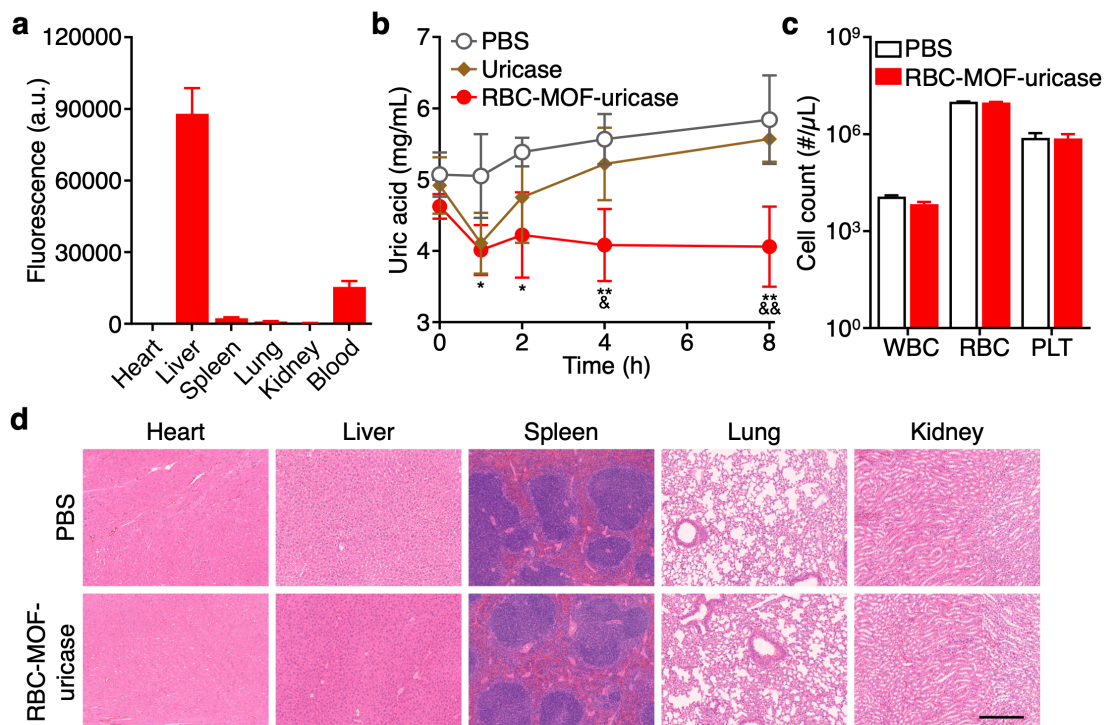 a
120000
90000
60000
30000
0
Fluorescence (a.u.)
Heart
Liver
Spleen
Lung
Kidney
Blood
b
7
6
5
4
3
Uric acid (mg/mL)
PBS
Uricase
RBC-MOF-uricase
* * ** **
& &&
0 2 4 6 8
Time (h)
c
10⁹
10⁶
10³
10⁰
Cell count (#/µL)
PBS
RBC-MOF-uricase
WBC RBC PLT
d
Heart Liver Spleen Lung Kidney
PBS
RBC-MOF-
uricase